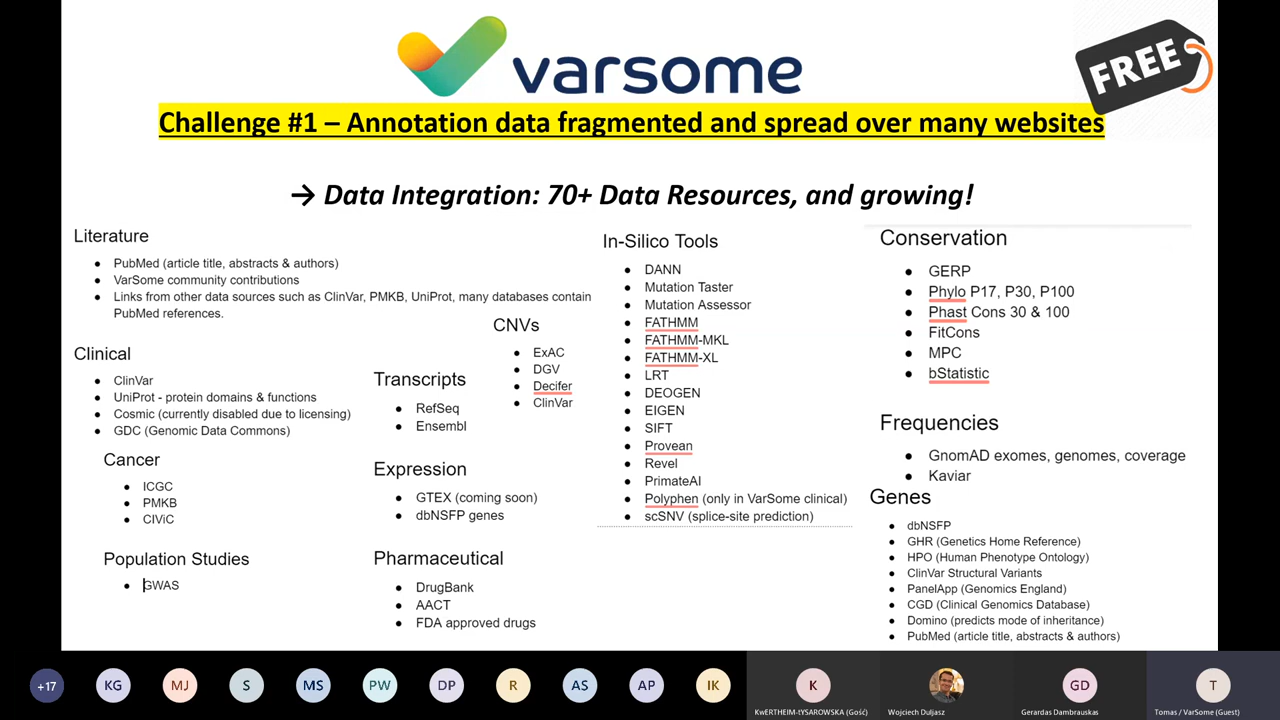 varsome
FREE
Challenge #1 – Annotation data fragmented and spread over many websites
→ Data Integration: 70+ Data Resources, and growing!
Literature
● PubMed (article title, abstracts & authors)
● VarSome community contributions
● Links from other data sources such as ClinVar, PMKB, UniProt, many databases contain
PubMed references.
Clinical
● ClinVar
● UniProt - protein domains & functions
● Cosmic (currently disabled due to licensing)
● GDC (Genomic Data Commons)
Cancer
● ICGC
● PMKB
● CIViC
Population Studies
● GWAS
CNVs
● ExAC
● DGV
● Decifer
● ClinVar
Transcripts
● RefSeq
● Ensembl
Expression
● GTEX (coming soon)
● dbNSFP genes
Pharmaceutical
● DrugBank
● AACT
● FDA approved drugs
In-Silico Tools
● DANN
● Mutation Taster
● Mutation Assessor
● FATHMM
● FATHMM-MKL
● FATHMM-XL
● LRT
● DEOGEN
● EIGEN
● SIFT
● Provean
● Revel
● PrimateAI
● Polyphen (only in VarSome clinical)
● scSNV (splice-site prediction)
Conservation
● GERP
● Phylo P17, P30, P100
● Phast Cons 30 & 100
● FitCons
● MPC
● bStatistic
Frequencies
● GnomAD exomes, genomes, coverage
● Kaviar
Genes
● dbNSFP
● GHR (Genetics Home Reference)
● HPO (Human Phenotype Ontology)
● ClinVar Structural Variants
● PanelApp (Genomics England)
● CGD (Clinical Genomics Database)
● Domino (predicts mode of inheritance)
● PubMed (article title, abstracts & authors)
+17 KG MJ S MS PW DP R AS AP IK K GD T
KwERTHEIM-tYSAROWSKA (Gość) Wojciech Duljasz Gerardas Dambrauskas Tomas / VarSome (Guest)